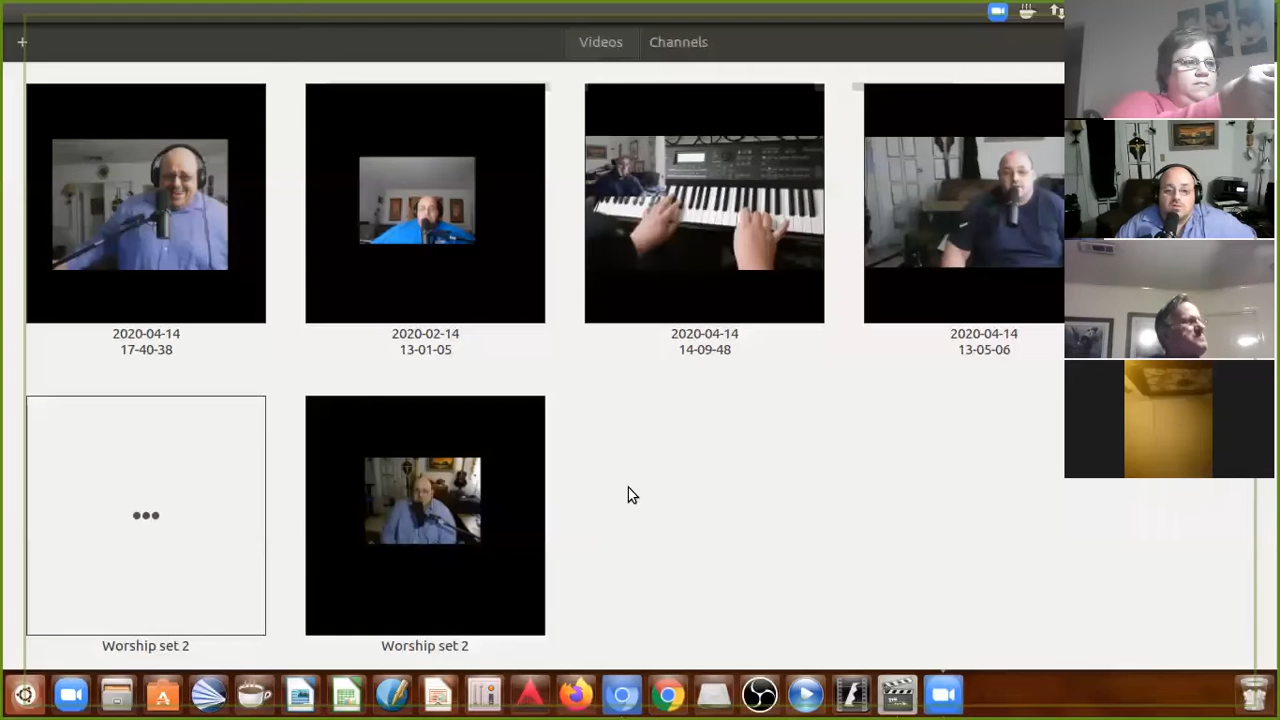 +
Videos
Channels
2020-04-14
17-40-38
2020-02-14
13-01-05
2020-04-14
14-09-48
2020-04-14
13-05-06
Worship set 2
Worship set 2